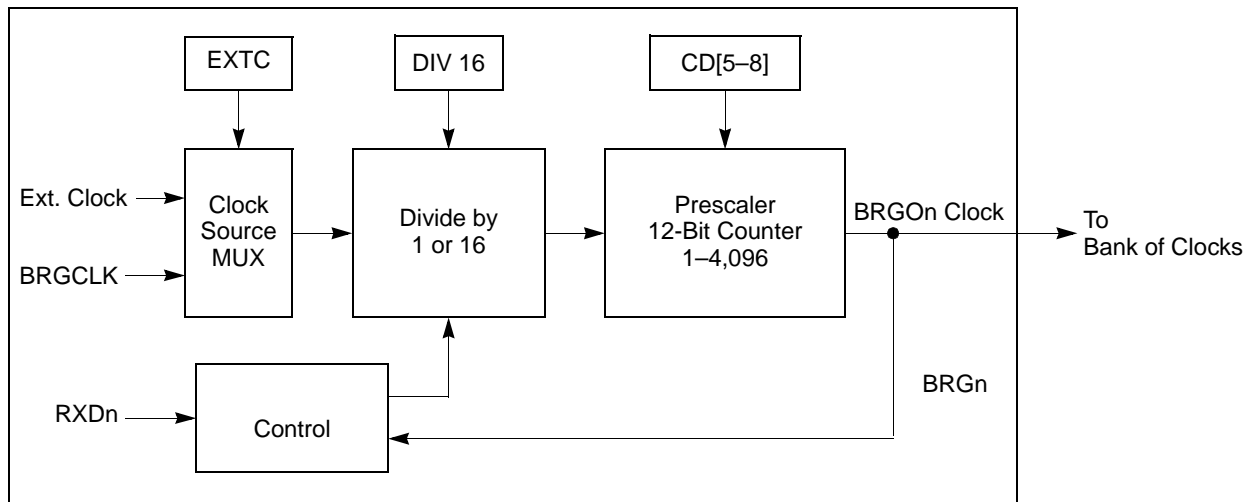 EXTC
DIV 16
CD[5–8]
Ext. Clock
BRGCLK
Clock
Source
MUX
Divide by
1 or 16
Prescaler
12-Bit Counter
1–4,096
BRGOn Clock
To
Bank of Clocks
RXDn
Control
BRGn